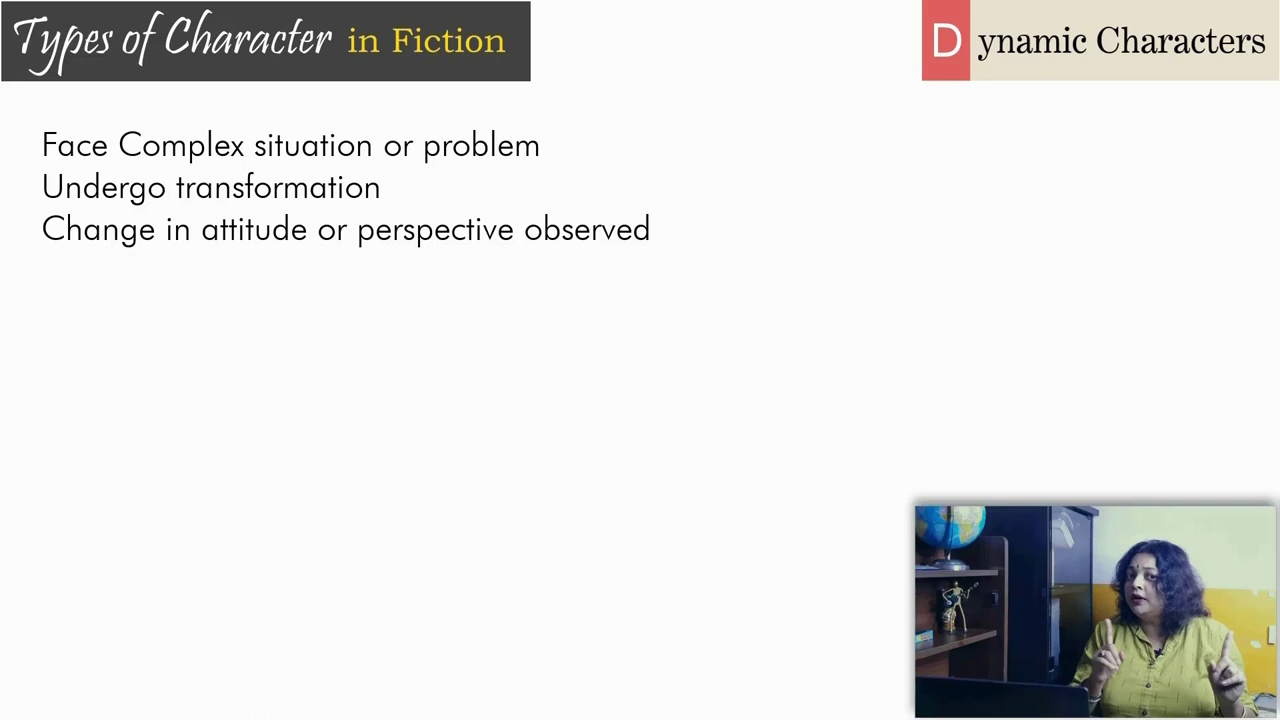 Types of Character in Fiction
Dynamic Characters
Face Complex situation or problem
Undergo transformation
Change in attitude or perspective observed